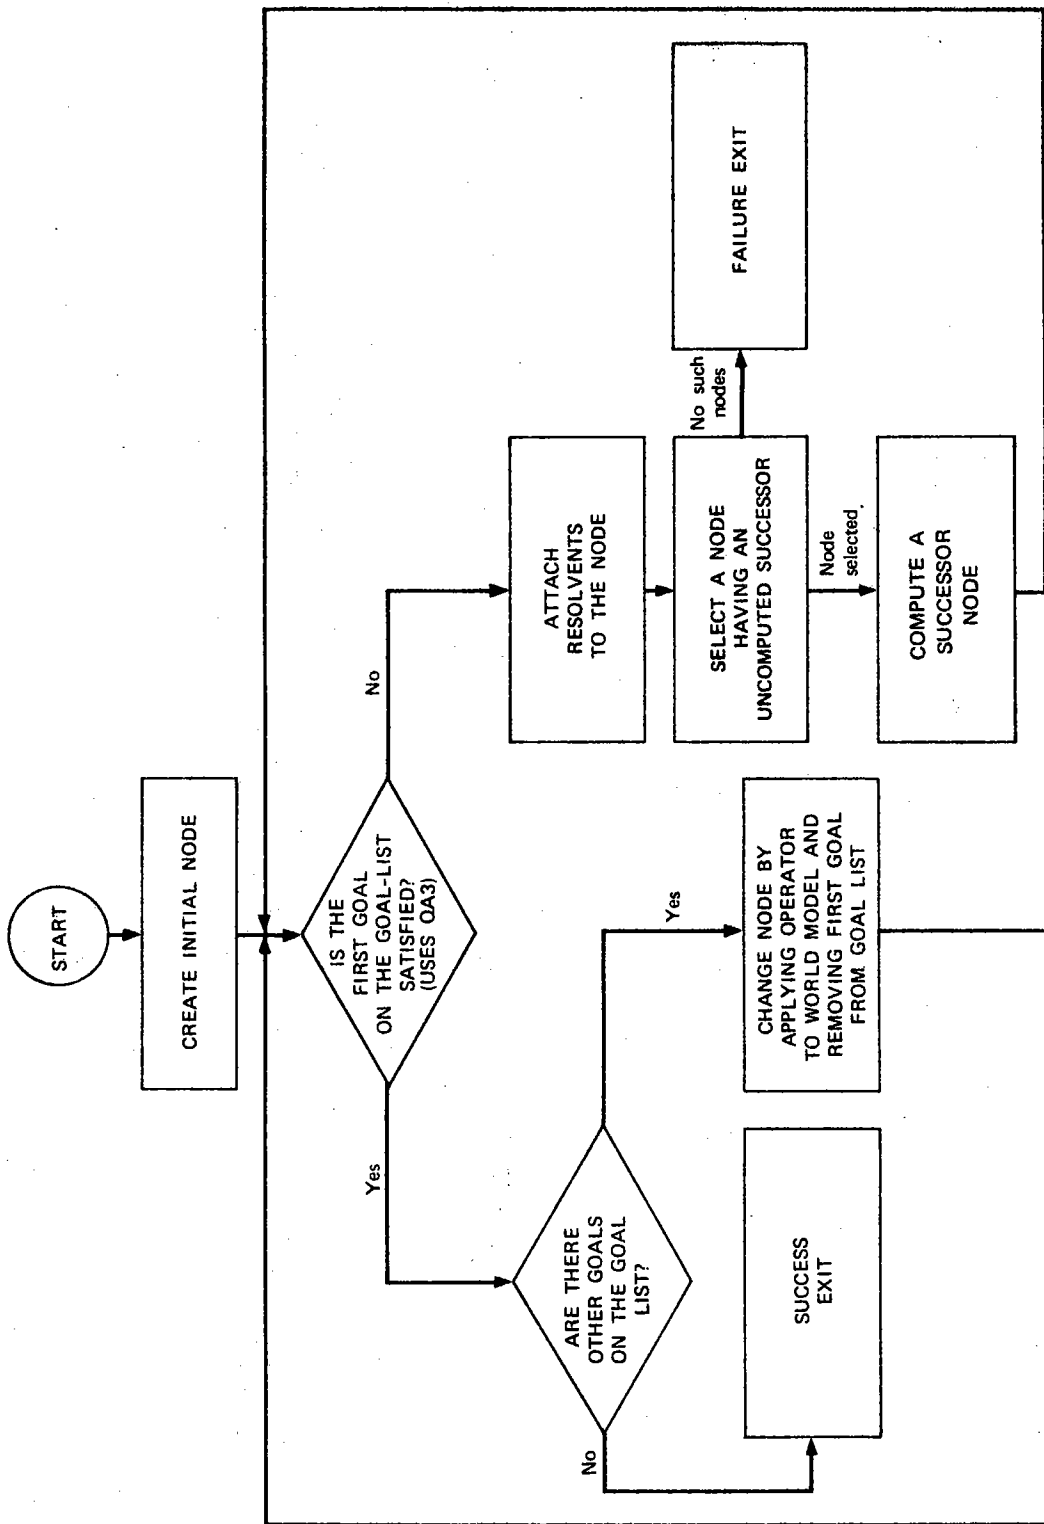 START
CREATE INITIAL NODE
IS THE
FIRST GOAL
ON THE GOAL-LIST
SATISFIED?
(USES QA3)
Yes
No
ARE THERE
OTHER GOALS
ON THE GOAL
LIST?
No
Yes
SUCCESS
EXIT
CHANGE NODE BY
APPLYING OPERATOR
TO WORLD MODEL AND
REMOVING FIRST GOAL
FROM GOAL LIST
ATTACH
RESOLVENTS
TO THE NODE
SELECT A NODE
HAVING AN
UNCOMPUTED SUCCESSOR
No such
nodes
FAILURE EXIT
Node
selected
COMPUTE A
SUCCESSOR
NODE